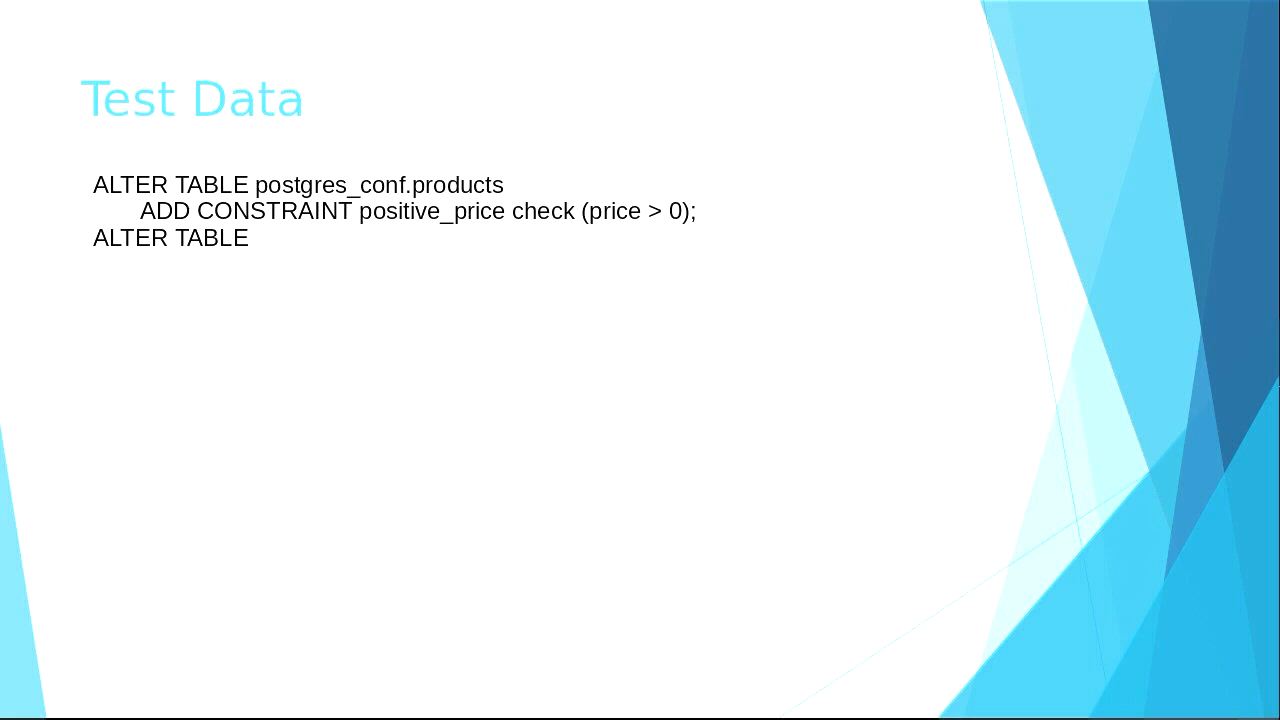 Test Data
ALTER TABLE postgres_conf.products
ADD CONSTRAINT positive_price check (price > 0);
ALTER TABLE